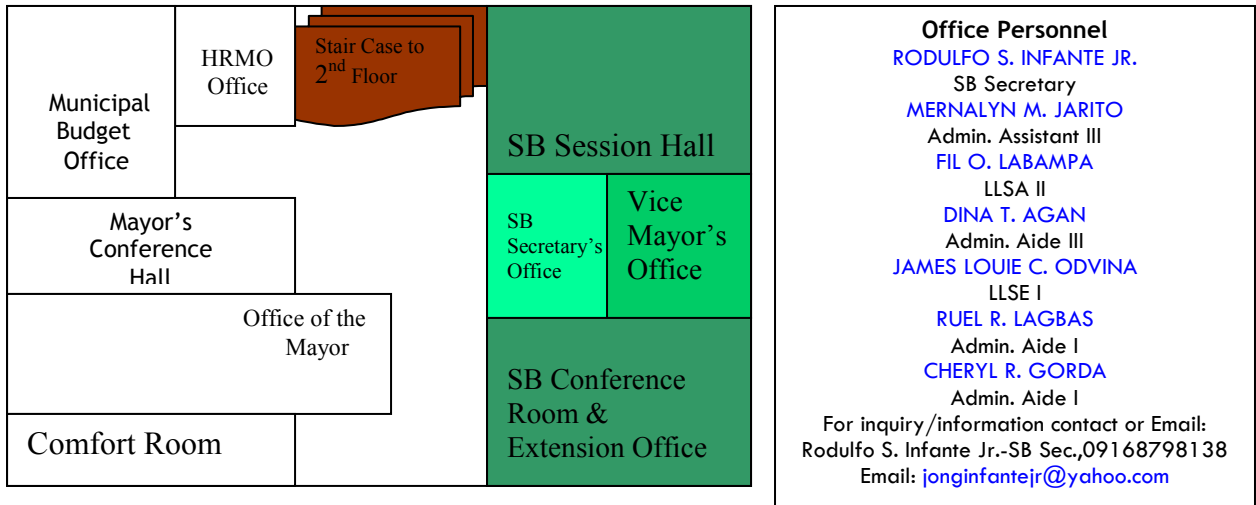 HRMO
Office
Stair Case to
2nd Floor
Municipal
Budget
Office
SB Session Hall
Mayor's
Conference
Hall
SB
Secretary's
Office
Vice
Mayor's
Office
Office of the
Mayor
SB Conference
Room &
Extension Office
Comfort Room
Office Personnel
RODULFO S. INFANTE JR.
SB Secretary
MERNALYN M. JARITO
Admin. Assistant III
FIL O. LABAMPA
LLSA II
DINA T. AGAN
Admin. Aide III
JAMES LOUIE C. ODVINA
LLSE I
RUEL R. LAGBAS
Admin. Aide I
CHERYL R. GORDA
Admin. Aide I
For inquiry/information contact or Email:
Rodulfo S. Infante Jr.-SB Sec.,09168798138
Email: jonginfantejr@yahoo.com